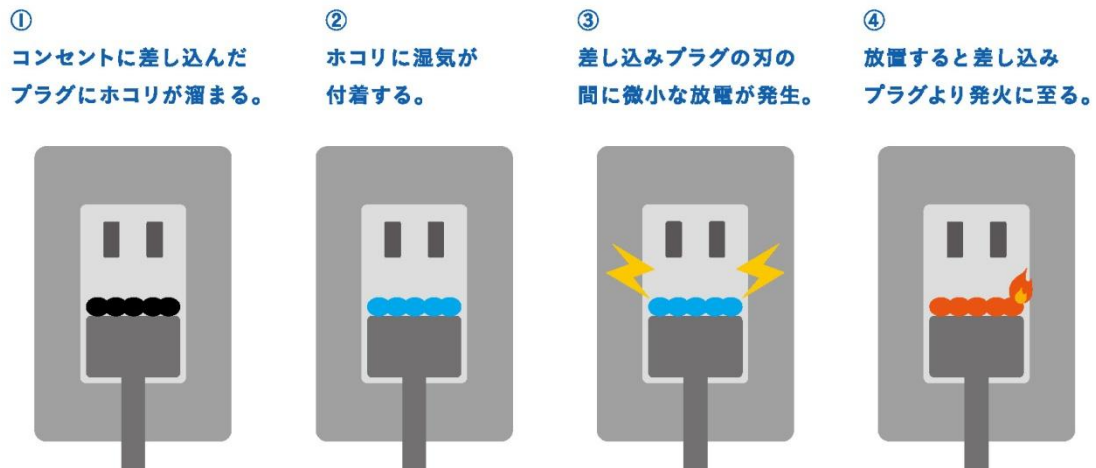 ①
コンセントに差し込んだ
プラグにホコリが溜まる。
②
ホコリに湿気が
付着する。
③
差し込みプラグの刃の
間に微小な放電が発生。
④
放置すると差し込み
プラグより発火に至る。